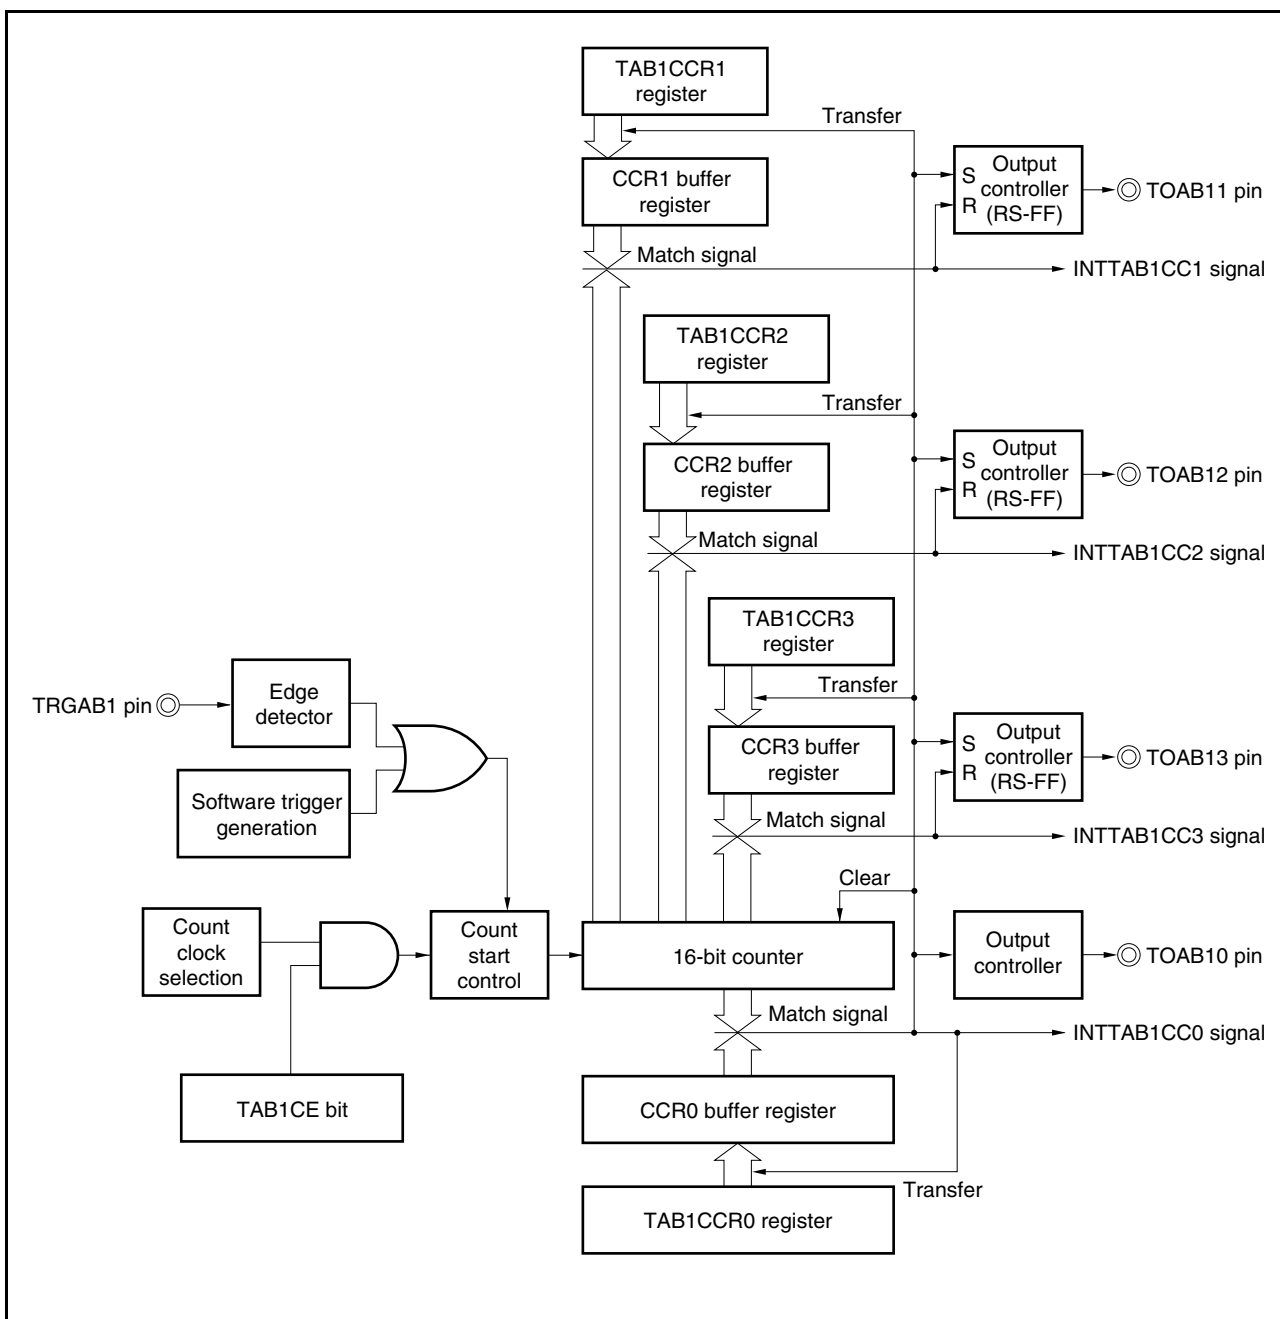 TAB1CCR1
register
Transfer
CCR1 buffer
register
S
R
Output
controller
(RS-FF)
TOAB11 pin
Match signal
INTTAB1CC1 signal
TAB1CCR2
register
Transfer
CCR2 buffer
register
S
R
Output
controller
(RS-FF)
TOAB12 pin
Match signal
INTTAB1CC2 signal
TAB1CCR3
register
Transfer
TRGAB1 pin
Edge
detector
CCR3 buffer
register
S
R
Output
controller
(RS-FF)
TOAB13 pin
Software trigger
generation
Match signal
INTTAB1CC3 signal
Clear
Count
clock
selection
Count
start
control
16-bit counter
Output
controller
TOAB10 pin
Match signal
INTTAB1CC0 signal
TAB1CE bit
CCR0 buffer register
Transfer
TAB1CCR0 register